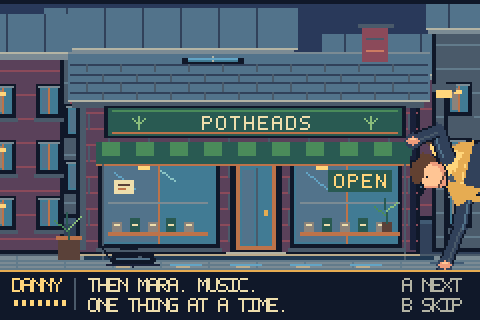 POTHEADS
OPEN
DANNY
THEN MARA. MUSIC.
ONE THING AT A TIME.
A NEXT
B SKIP